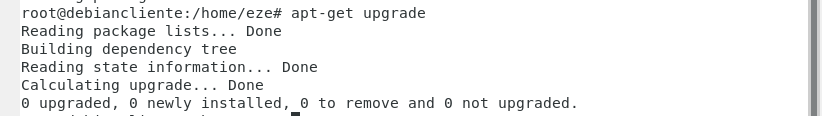 root@debiancliente:/home/eze# apt-get upgrade
Reading package lists... Done
Building dependency tree
Reading state information... Done
Calculating upgrade... Done
0 upgraded, 0 newly installed, 0 to remove and 0 not upgraded.